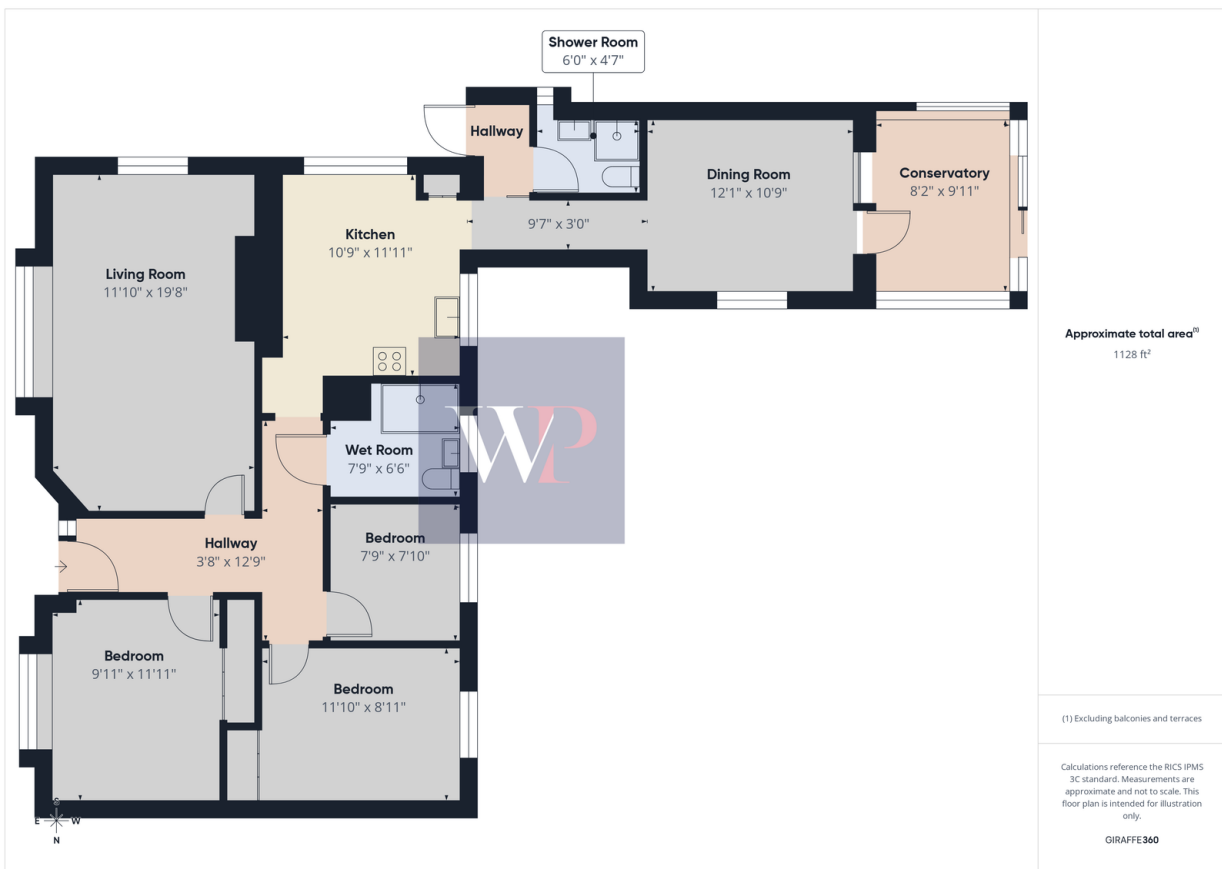 Shower Room
6'0" x 4'7"
Hallway
Dining Room
12'1" x 10'9"
Conservatory
8'2" x 9'11"
9'7" x 3'0"
Kitchen
10'9" x 11'11"
Living Room
11'10" x 19'8"
Wet Room
7'9" x 6'6"
WP
Hallway
3'8" x 12'9"
Bedroom
7'9" x 7'10"
Bedroom
9'11" x 11'11"
Bedroom
11'10" x 8'11"
S
E W
N
Approximate total area(1)
1128 ft²
(1) Excluding balconies and terraces
Calculations reference the RICS IPMS
3C standard. Measurements are
approximate and not to scale. This
floor plan is intended for illustration
only.
GIRAFFE360